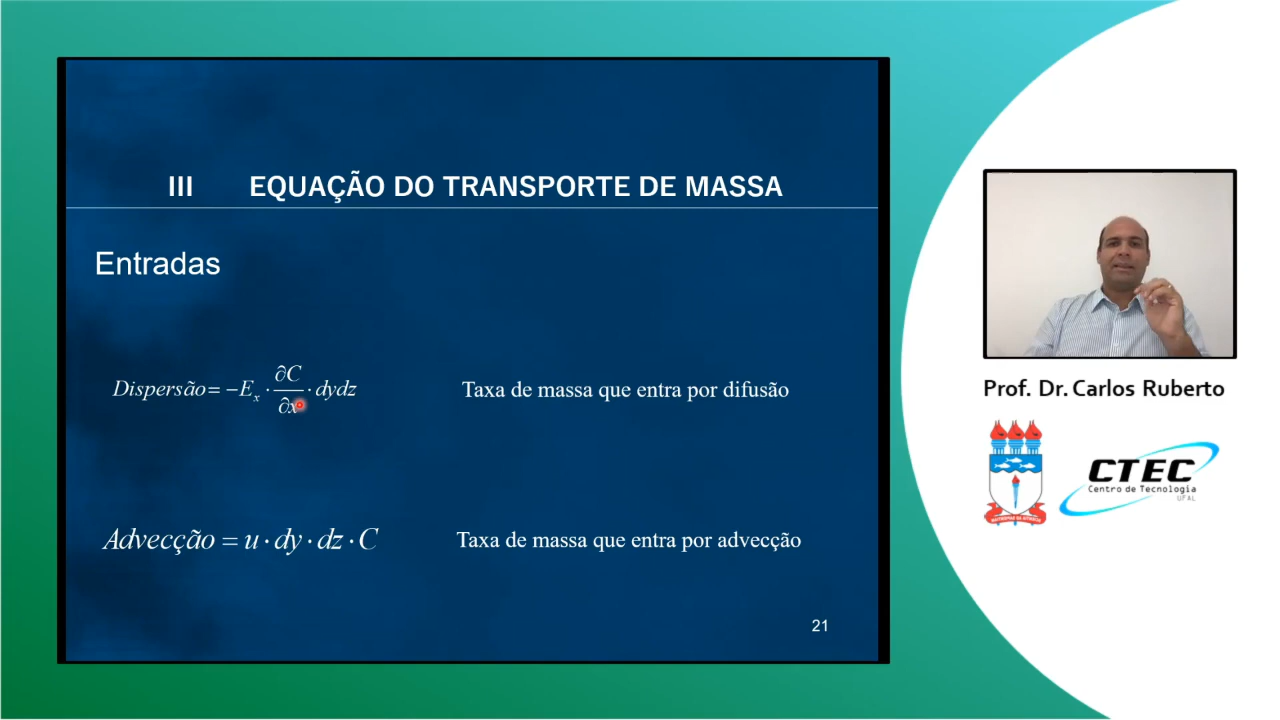 III EQUAÇÃO DO TRANSPORTE DE MASSA
Entradas
Dispersão= −Eₓ · ∂C/∂x · dydz
Taxa de massa que entra por difusão
Advecção = u · dy · dz · C
Taxa de massa que entra por advecção
21
Prof. Dr. Carlos Ruberto
CTEC
Centro de Tecnologia
UFAL